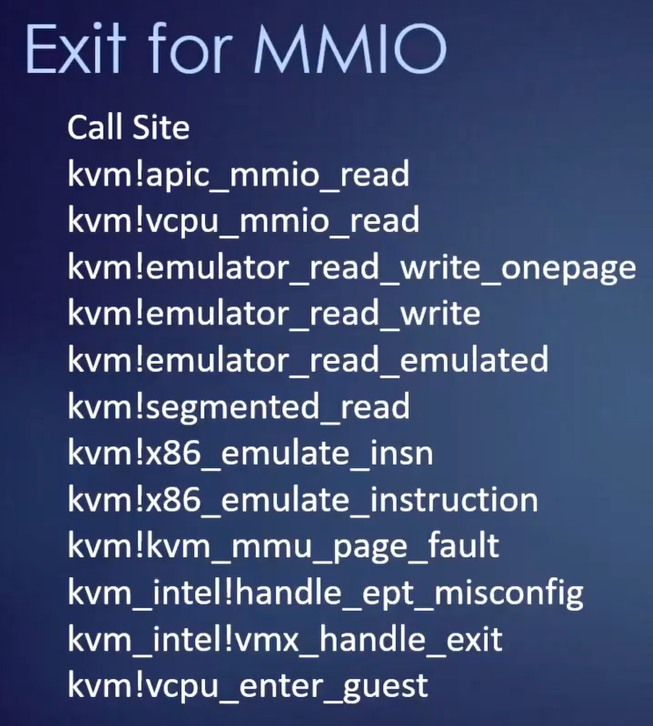 Exit for MMIO
Call Site
kvm!apic_mmio_read
kvm!vcpu_mmio_read
kvm!emulator_read_write_onepage
kvm!emulator_read_write
kvm!emulator_read_emulated
kvm!segmented_read
kvm!x86_emulate_insn
kvm!x86_emulate_instruction
kvm!kvm_mmu_page_fault
kvm_intel!handle_ept_misconfig
kvm_intel!vmx_handle_exit
kvm!vcpu_enter_guest